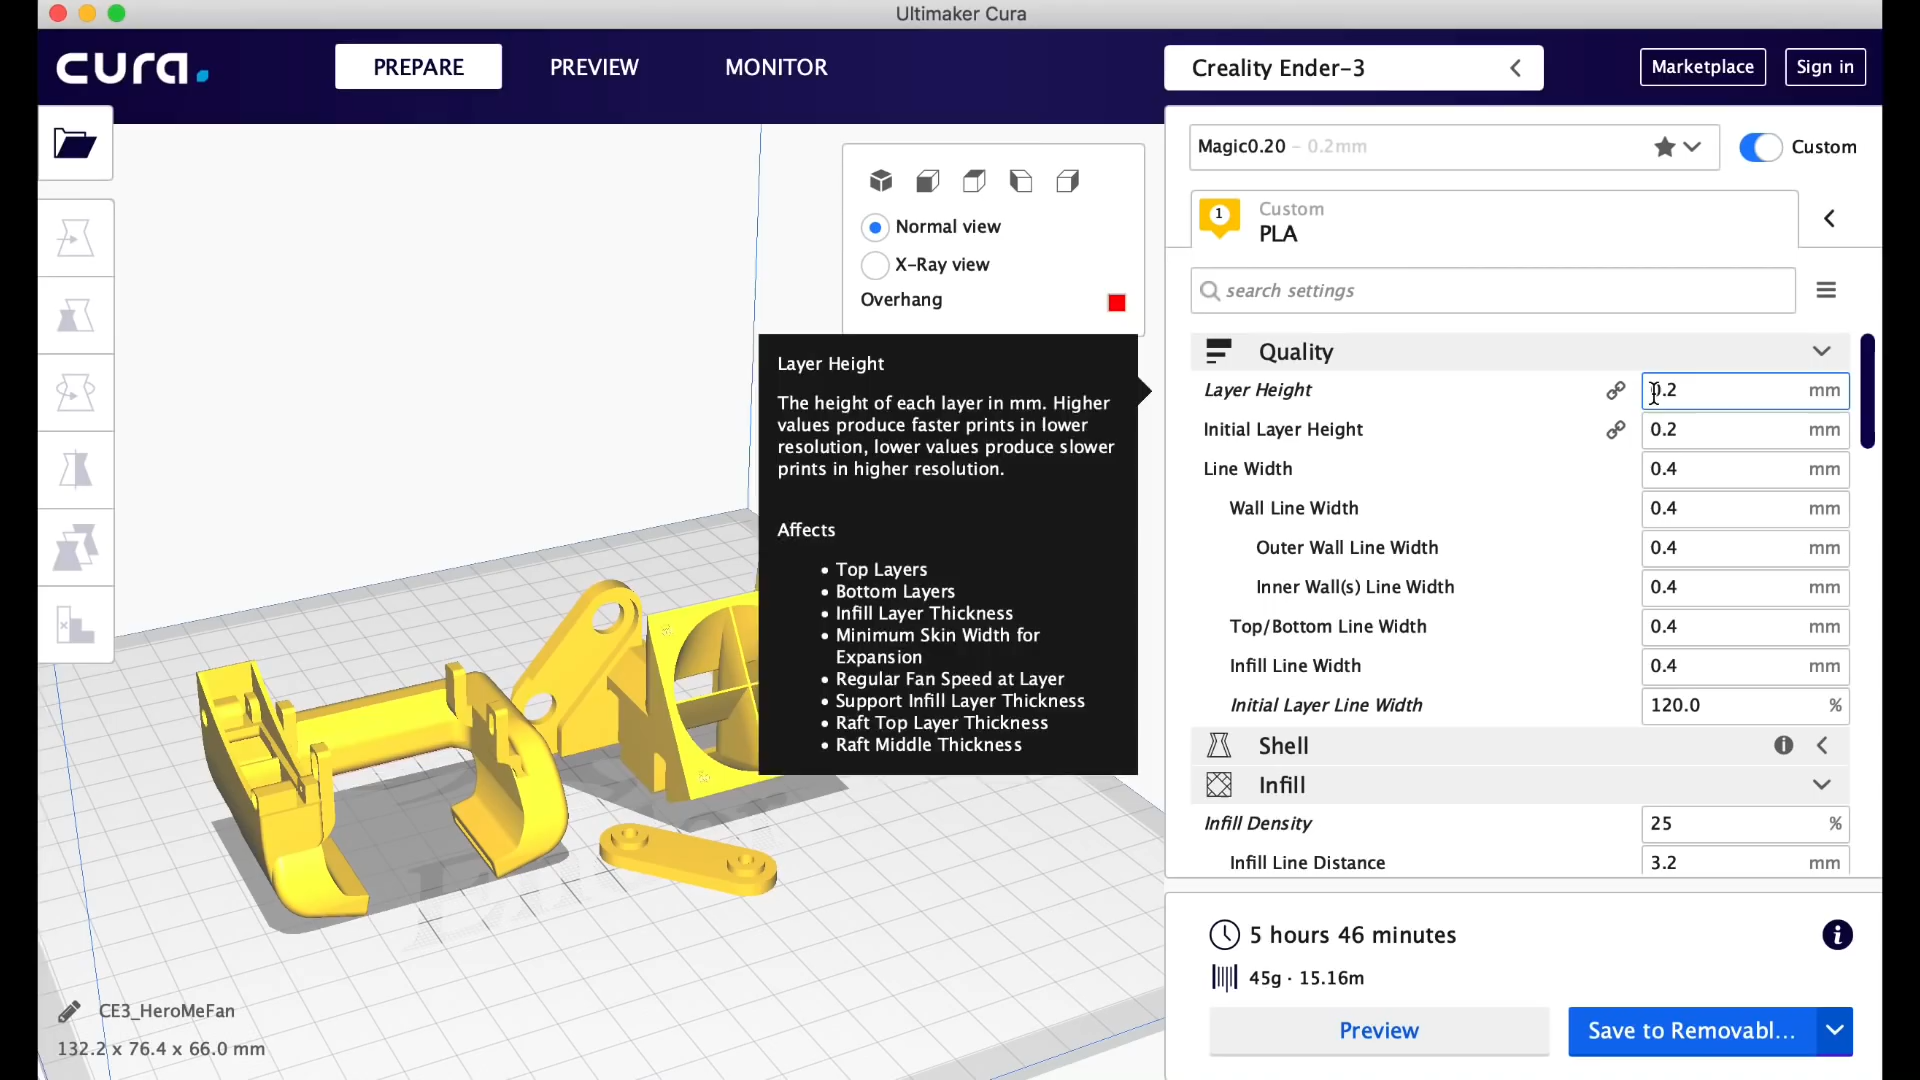 Ultimaker Cura
cura.
PREPARE
PREVIEW
MONITOR
Creality Ender-3
Marketplace
Sign in
Magic0.20 - 0.2mm
Custom
1
Custom
PLA
search settings
Normal view
X-Ray view
Overhang
Layer Height
The height of each layer in mm. Higher
values produce faster prints in lower
resolution, lower values produce slower
prints in higher resolution.
Affects
• Top Layers
• Bottom Layers
• Infill Layer Thickness
• Minimum Skin Width for
Expansion
• Regular Fan Speed at Layer
• Support Infill Layer Thickness
• Raft Top Layer Thickness
• Raft Middle Thickness
Quality
Layer Height 0.2 mm
Initial Layer Height 0.2 mm
Line Width 0.4 mm
Wall Line Width 0.4 mm
Outer Wall Line Width 0.4 mm
Inner Wall(s) Line Width 0.4 mm
Top/Bottom Line Width 0.4 mm
Infill Line Width 0.4 mm
Initial Layer Line Width 120.0 %
Shell
Infill
Infill Density 25 %
Infill Line Distance 3.2 mm
5 hours 46 minutes
45g · 15.16m
Preview
Save to Removabl...
CE3_HeroMeFan
132.2 x 76.4 x 66.0 mm